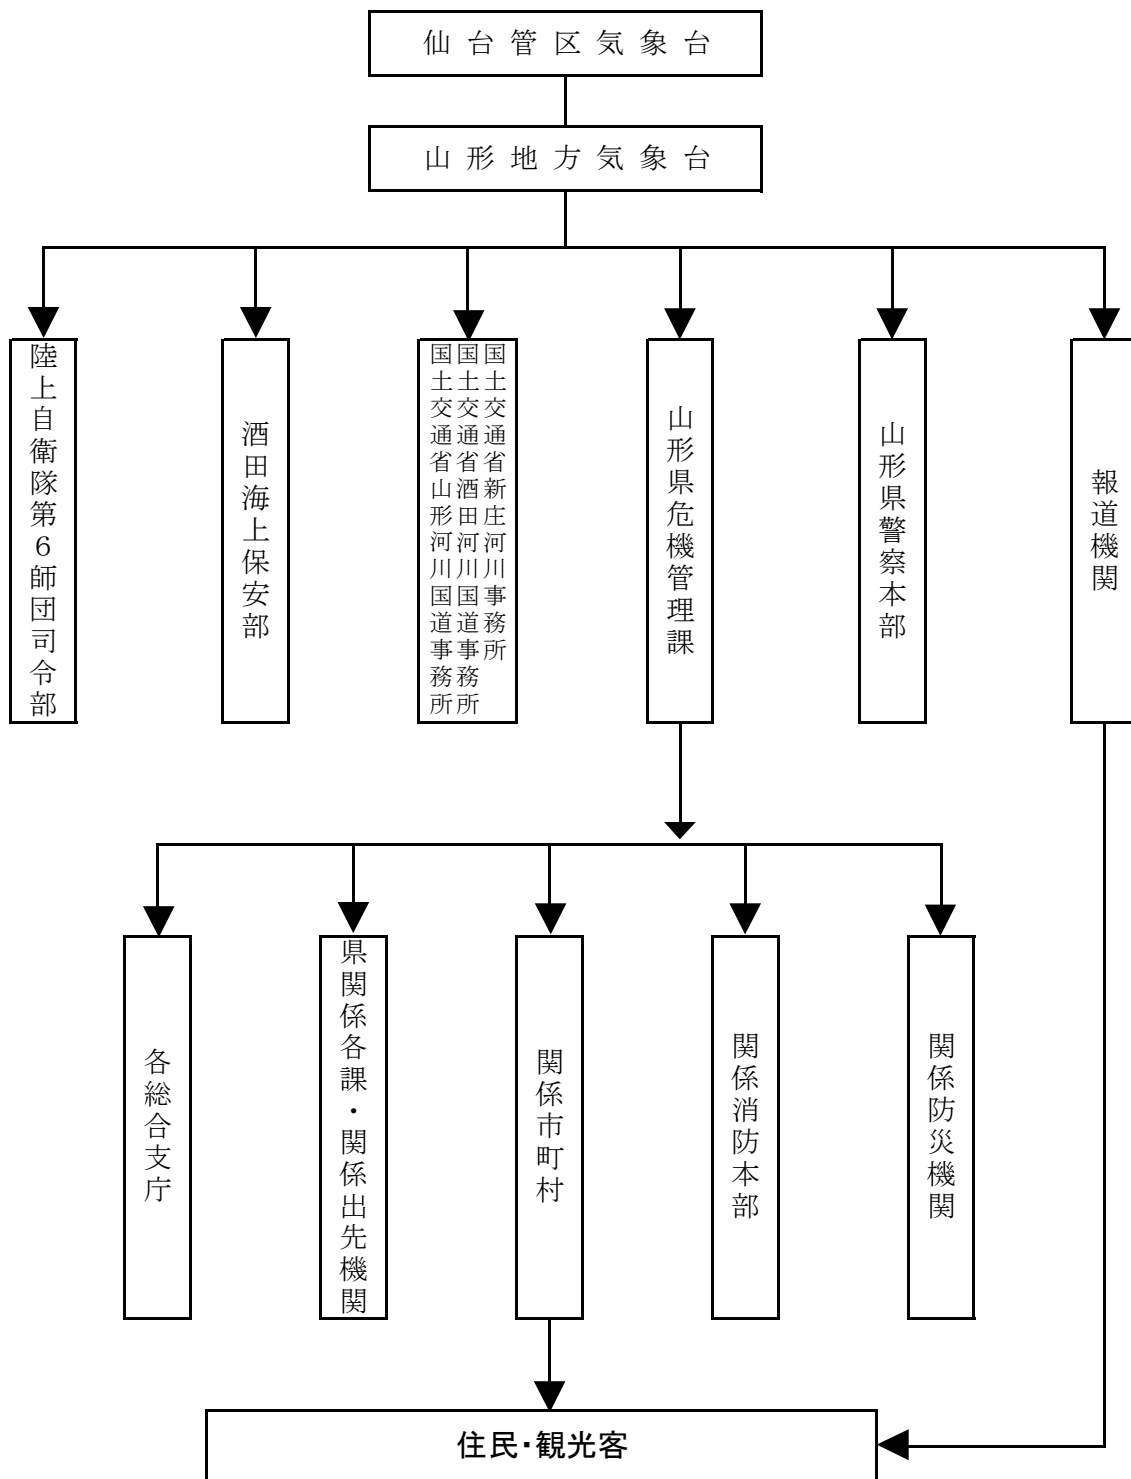 仙台管区気象台
山形地方気象台
陸上自衛隊第６師団司令部
酒田海上保安部
国土交通省新庄河川事務所
国土交通省酒田河川国道事務所
国土交通省山形河川国道事務所
山形県危機管理課
山形県警察本部
報道機関
各総合支庁
県関係各課・関係出先機関
関係市町村
関係消防本部
関係防災機関
住民・観光客